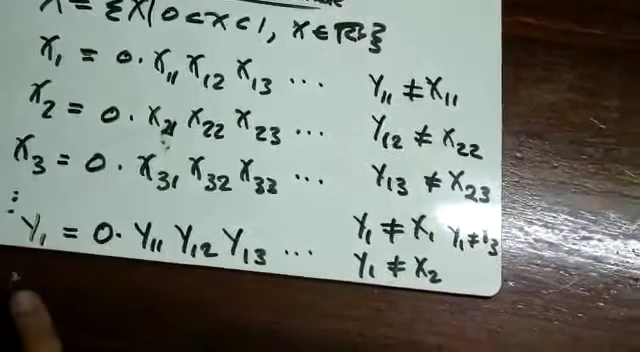 X = {X| 0 < x < 1, x ∈ R}
X₁ = 0. X₁₁ X₁₂ X₁₃ ... Y₁₁ ≠ X₁₁
X₂ = 0. X₂₁ X₂₂ X₂₃ ... Y₁₂ ≠ X₂₂
X₃ = 0. X₃₁ X₃₂ X₃₃ ... Y₁₃ ≠ X₂₃
⋮
Y₁ = 0. Y₁₁ Y₁₂ Y₁₃ ... Y₁ ≠ X₁ Y₁ ≠ X₃
Y₁ ≠ X₂